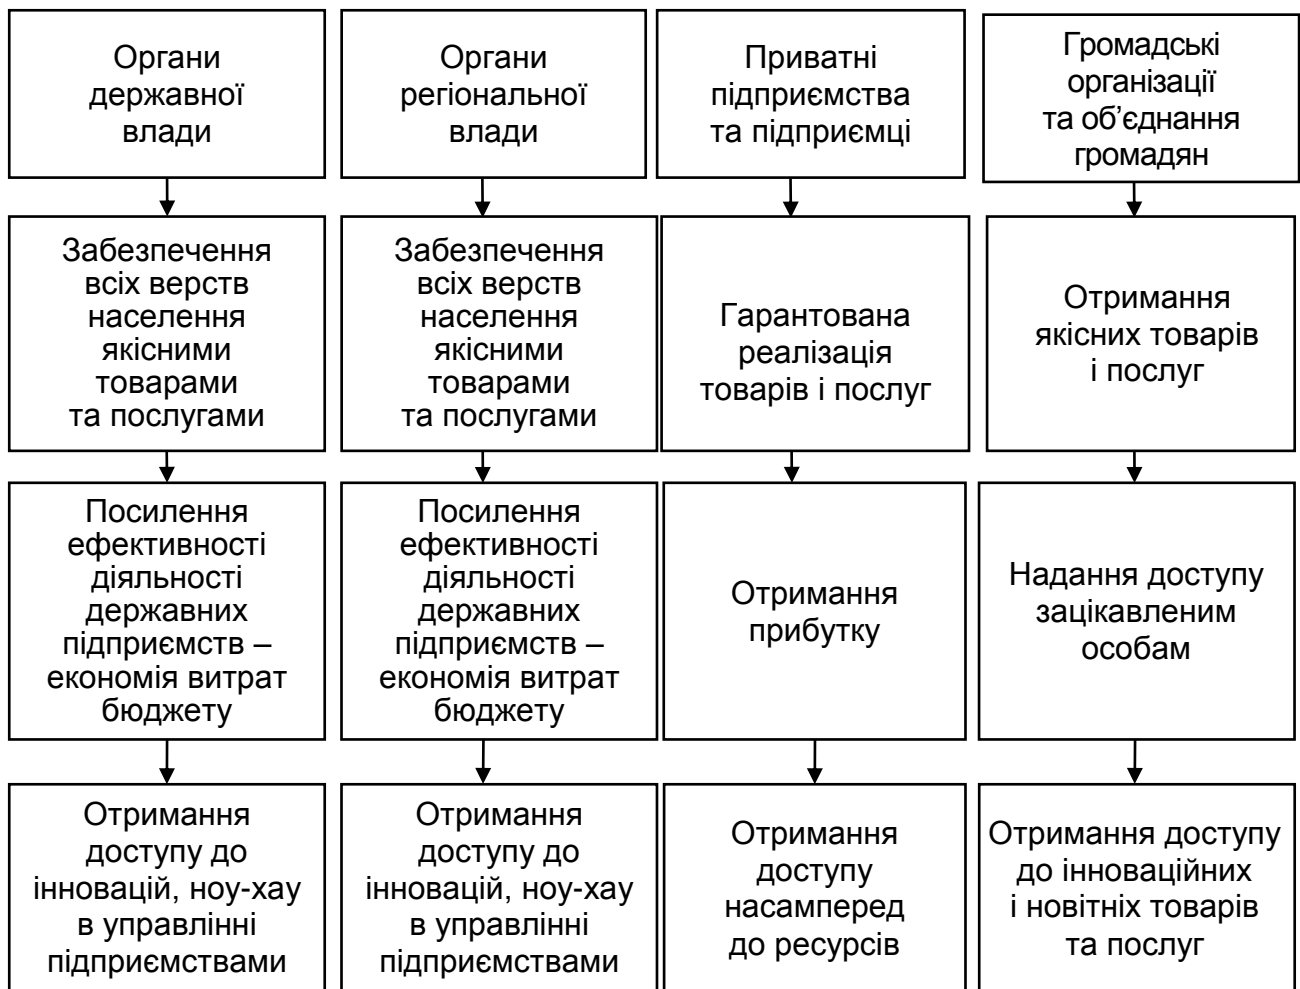 Органи
державної
влади
Органи
регіональної
влади
Приватні
підприємства
та підприємці
Громадські
організації
та об’єднання
громадян
Забезпечення
всіх верств
населення
якісними
товарами
та послугами
Забезпечення
всіх верств
населення
якісними
товарами
та послугами
Гарантована
реалізація
товарів і послуг
Отримання
якісних товарів
і послуг
Посилення
ефективності
діяльності
державних
підприємств –
економія витрат
бюджету
Посилення
ефективності
діяльності
державних
підприємств –
економія витрат
бюджету
Отримання
прибутку
Надання доступу
зацікавленим
особам
Отримання
доступу до
інновацій, ноу-хау
в управлінні
підприємствами
Отримання
доступу до
інновацій, ноу-хау
в управлінні
підприємствами
Отримання
доступу
насамперед
до ресурсів
Отримання доступу
до інноваційних
і новітніх товарів
та послуг